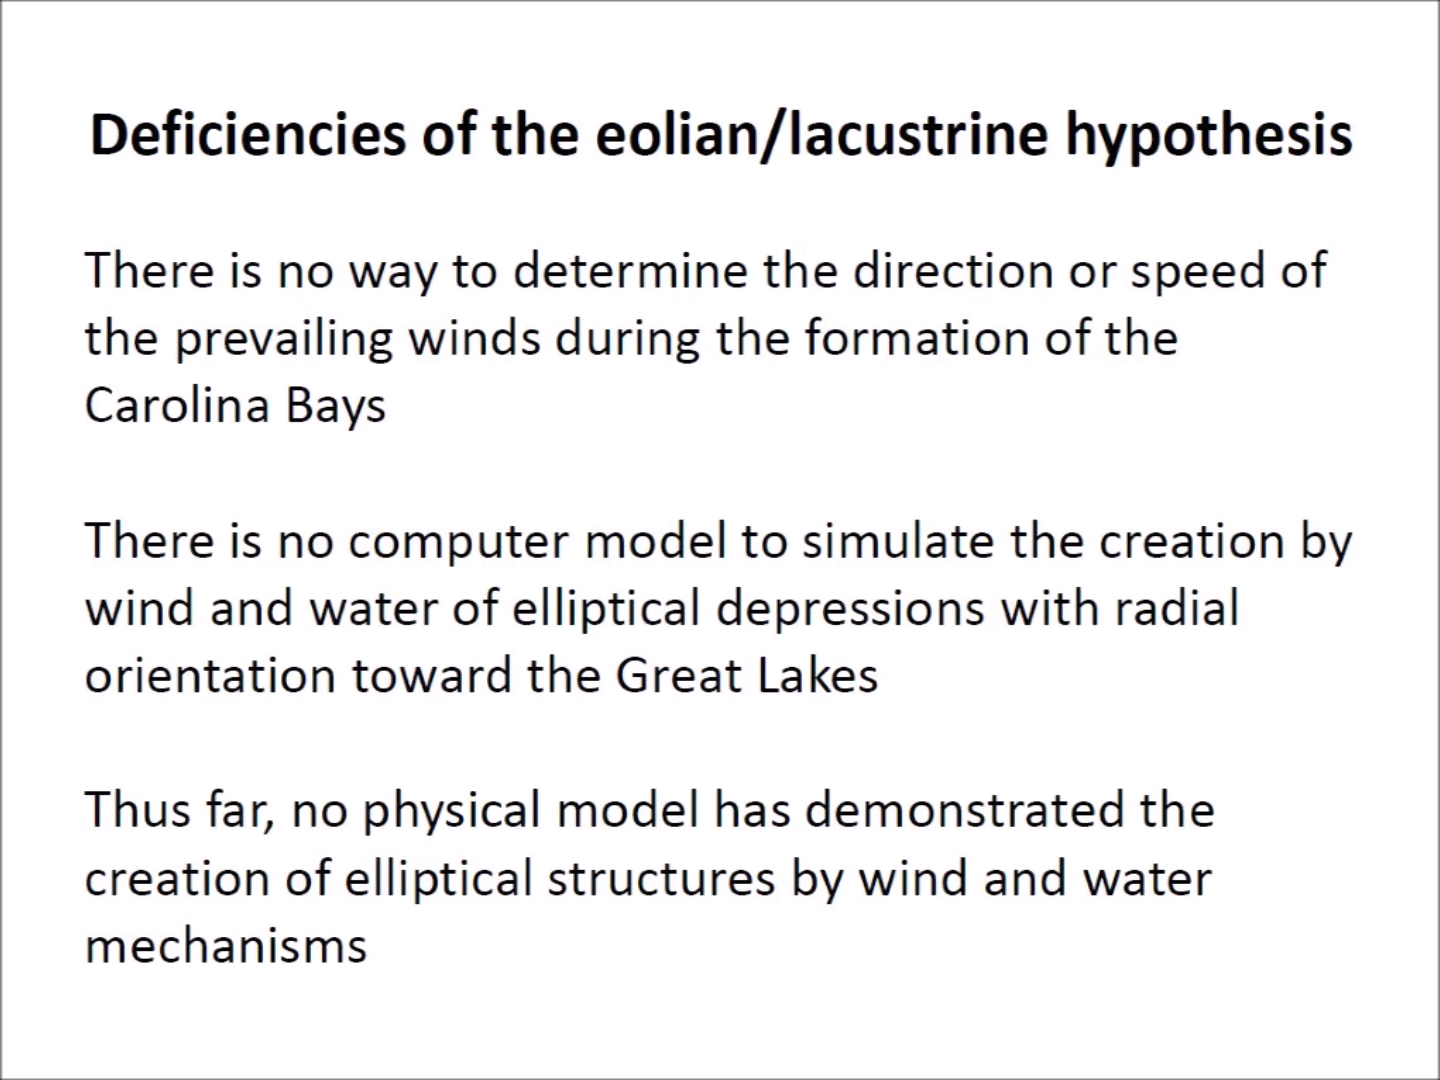 Deficiencies of the eolian/lacustrine hypothesis
There is no way to determine the direction or speed of
the prevailing winds during the formation of the
Carolina Bays
There is no computer model to simulate the creation by
wind and water of elliptical depressions with radial
orientation toward the Great Lakes
Thus far, no physical model has demonstrated the
creation of elliptical structures by wind and water
mechanisms